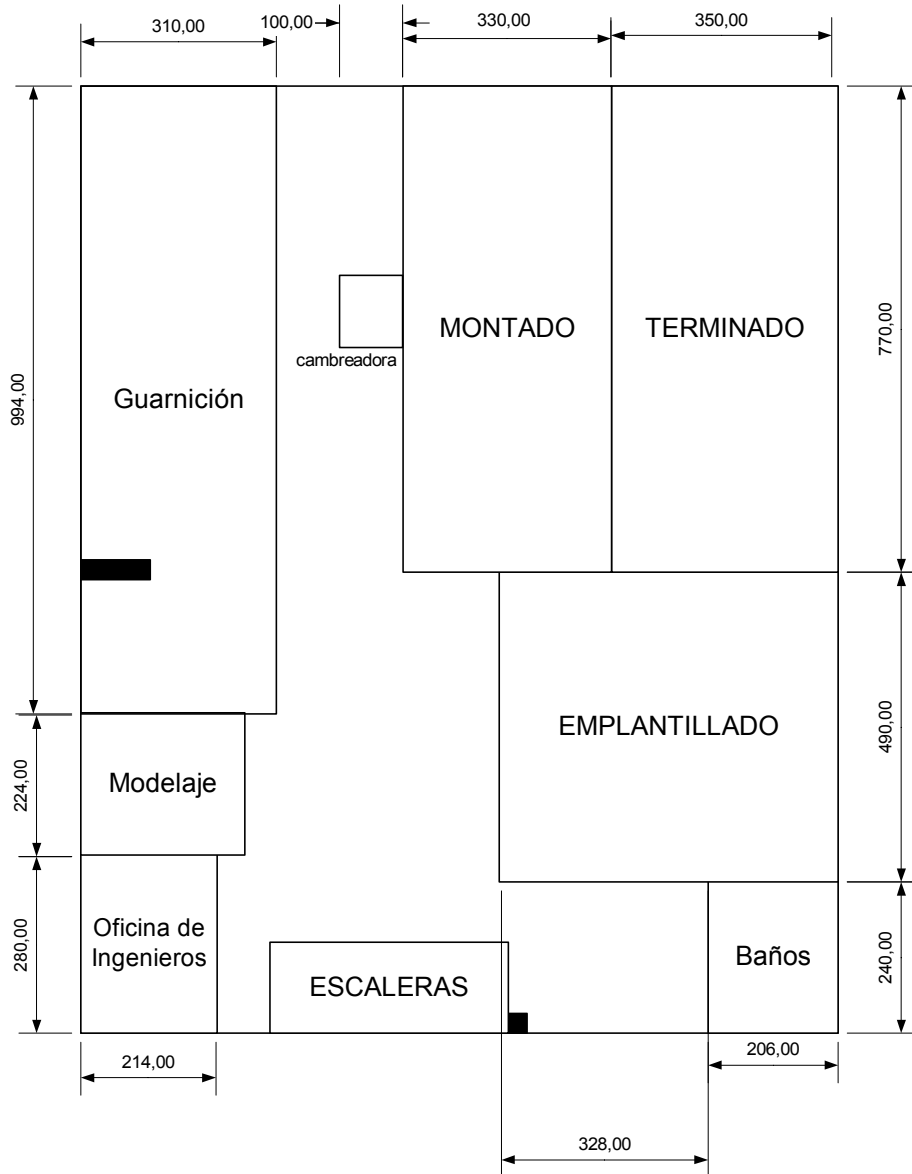 310,00
100,00
330,00
350,00
994,00
770,00
MONTADO
TERMINADO
cambreadora
Guarnición
224,00
Modelaje
EMPLANTILLADO
490,00
280,00
Oficina de
Ingenieros
ESCALERAS
Baños
240,00
214,00
206,00
328,00